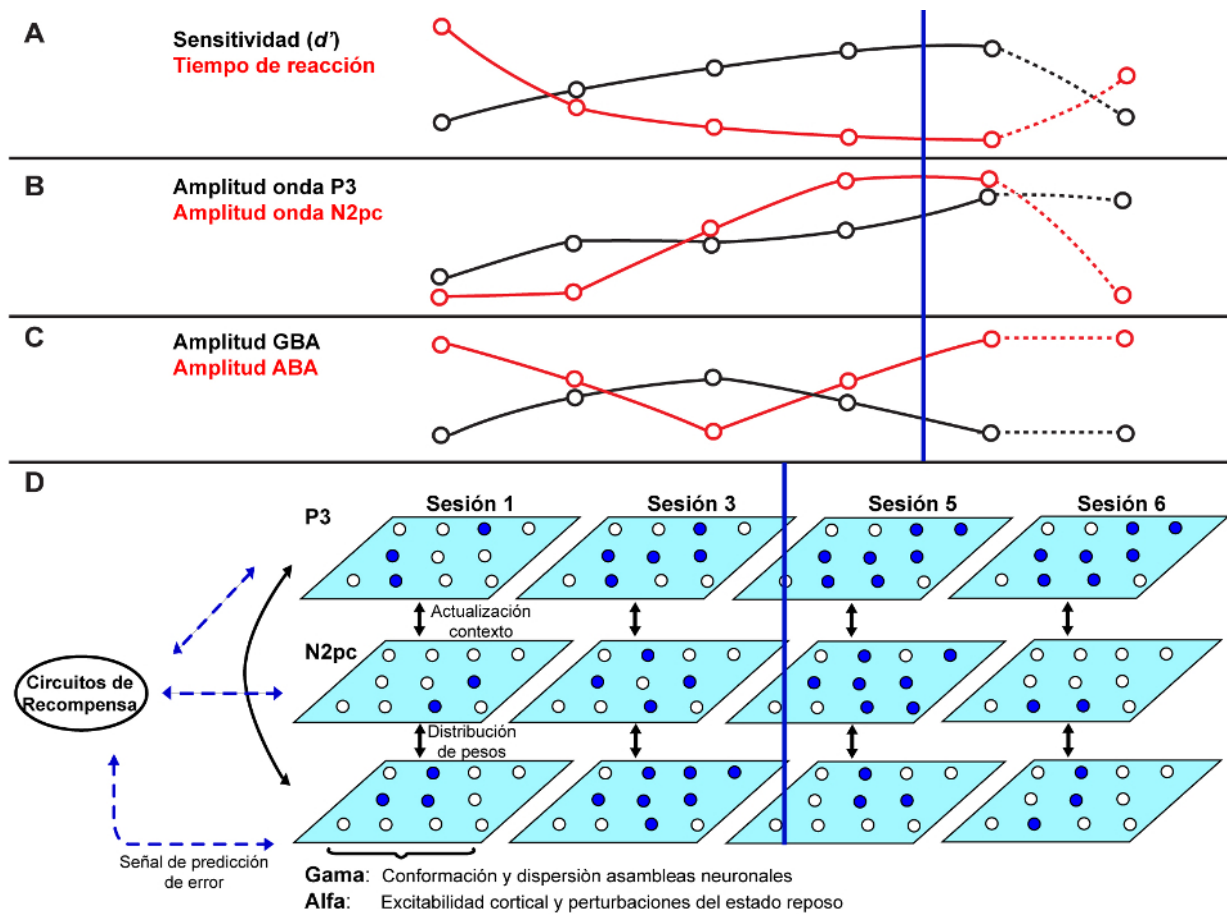 A
Sensitividad (d')
Tiempo de reacción
B
Amplitud onda P3
Amplitud onda N2pc
C
Amplitud GBA
Amplitud ABA
D
Sesión 1
Sesión 3
Sesión 5
Sesión 6
P3
Actualización
contexto
N2pc
Circuitos de
Recompensa
Distribución
de pesos
Señal de predicción
de error
Gama: Conformación y dispersiòn asambleas neuronales
Alfa: Excitabilidad cortical y perturbaciones del estado reposo